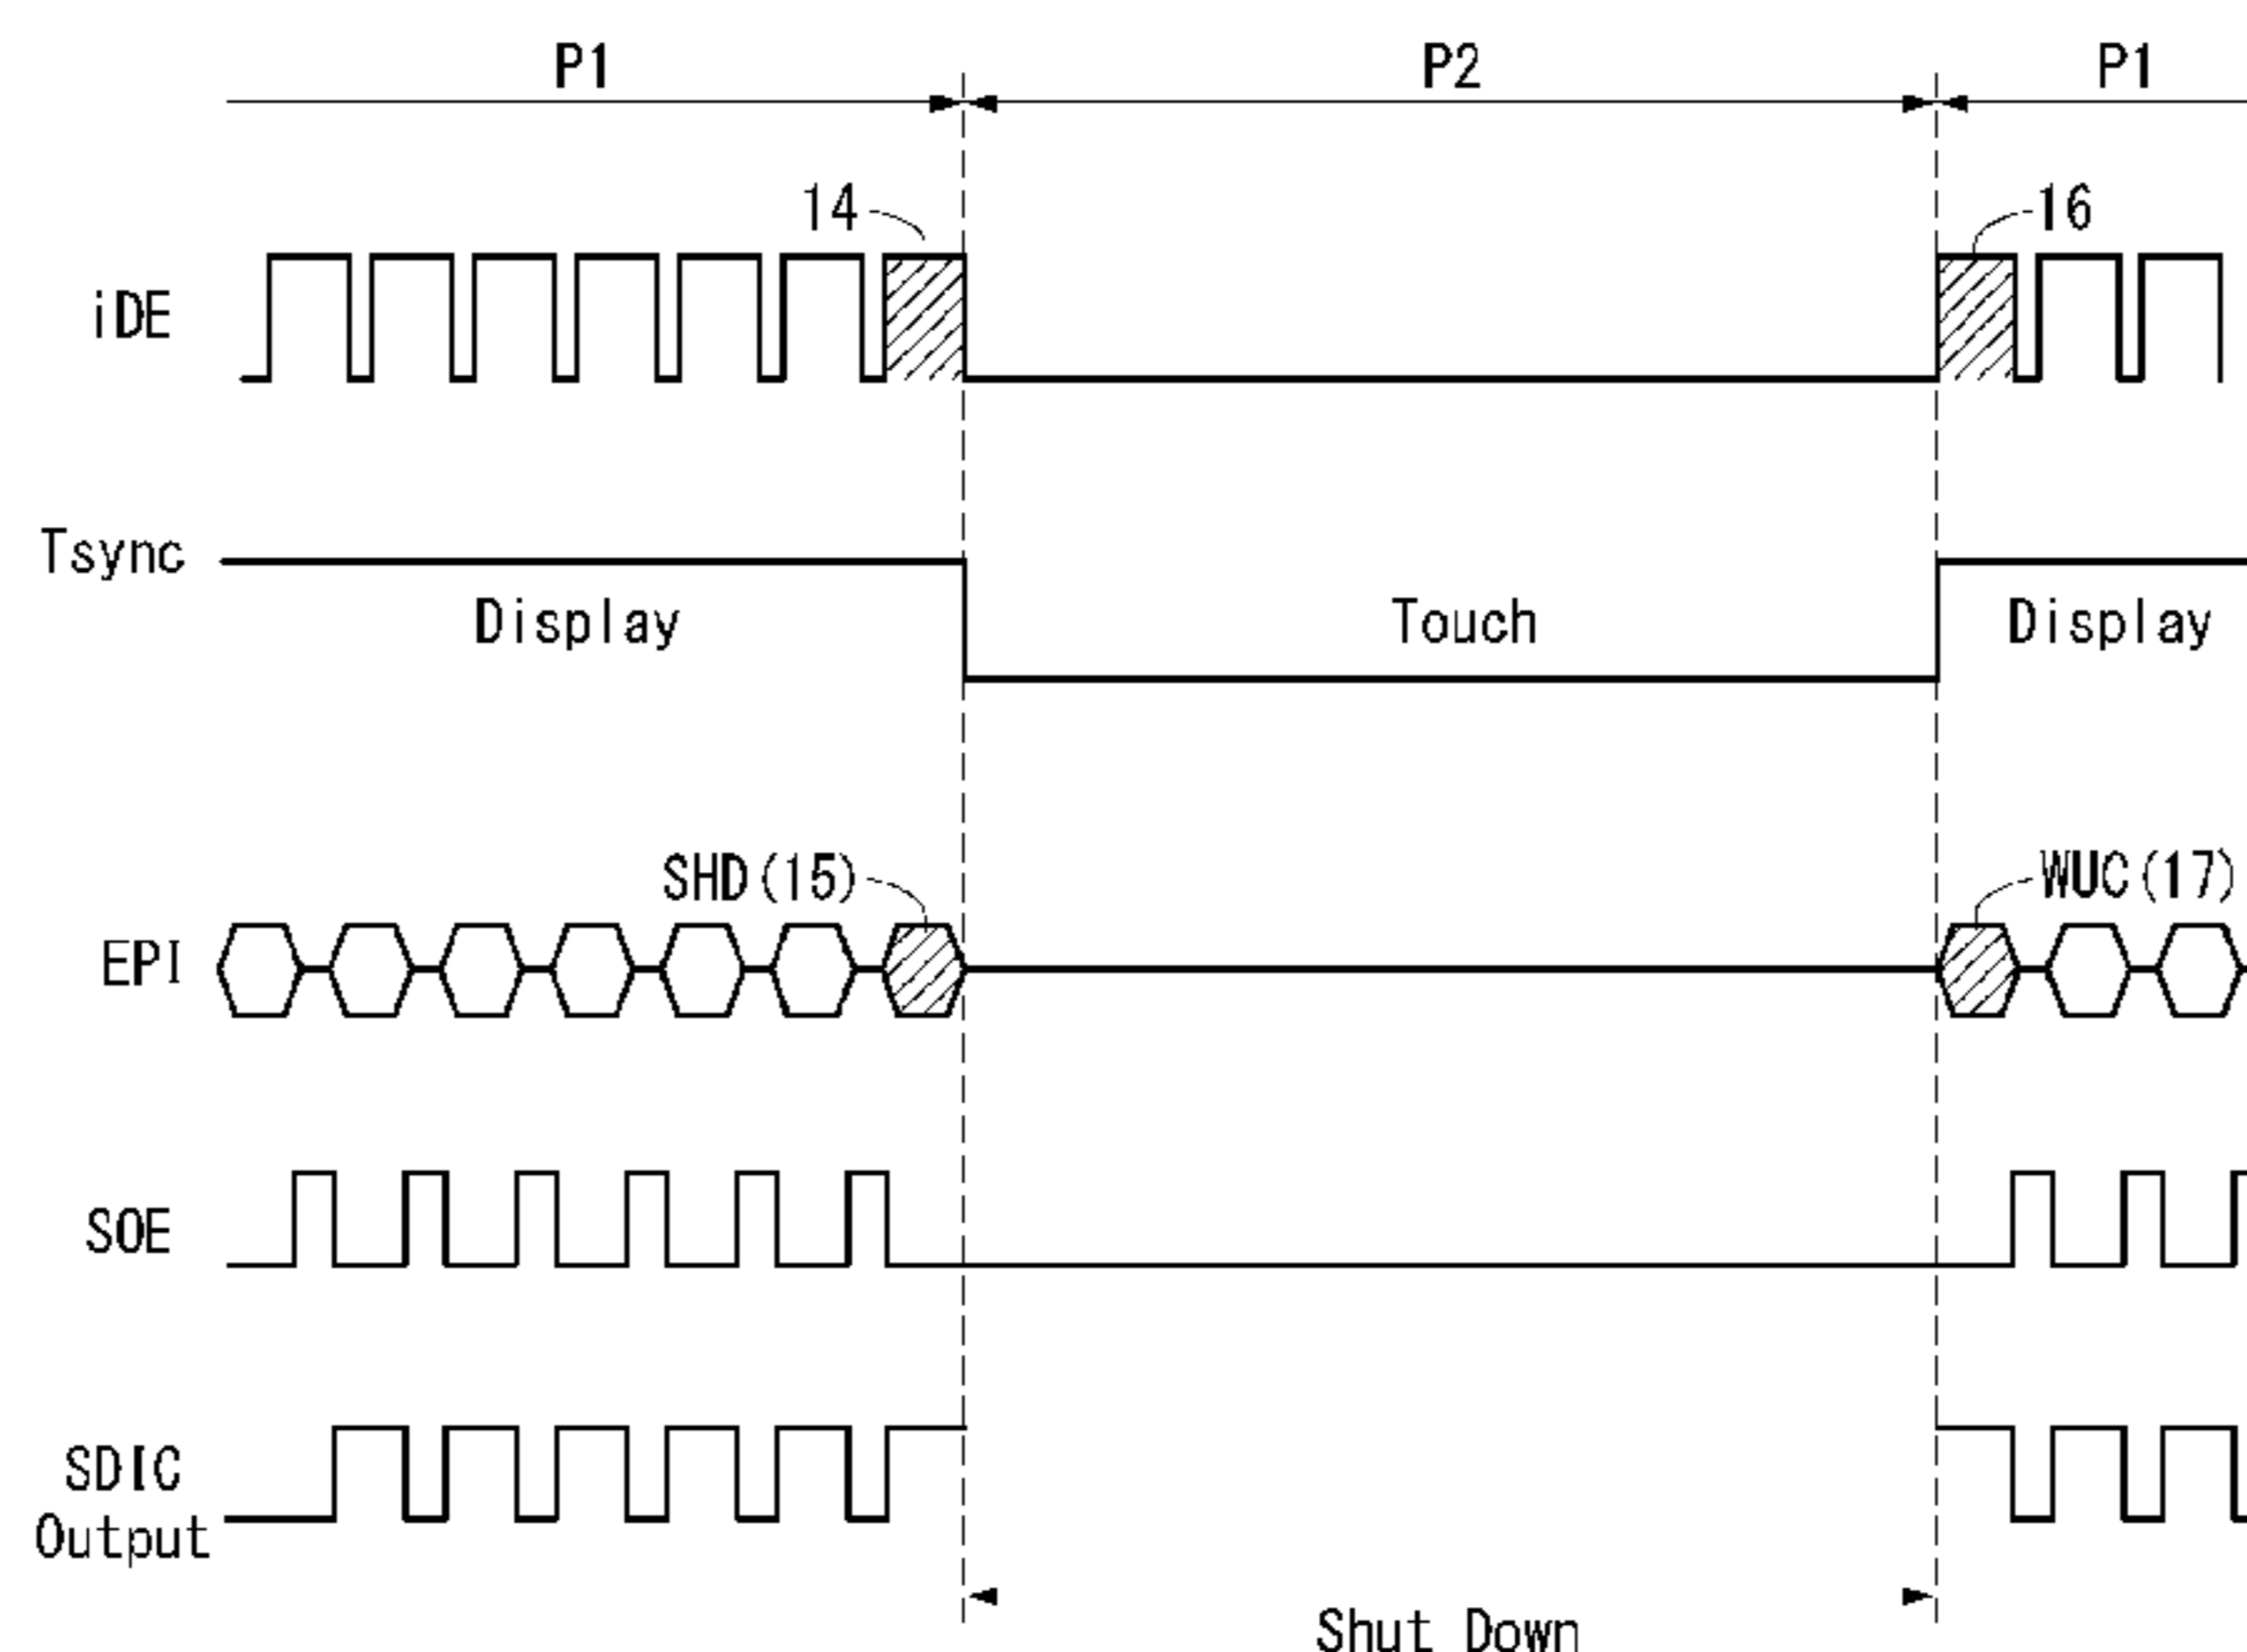 P1 P2 P1
14 16
iDE
Tsync
Display Touch Display
SHD(15) WUC(17)
EPI
SOE
SDIC
Output
Shut Down